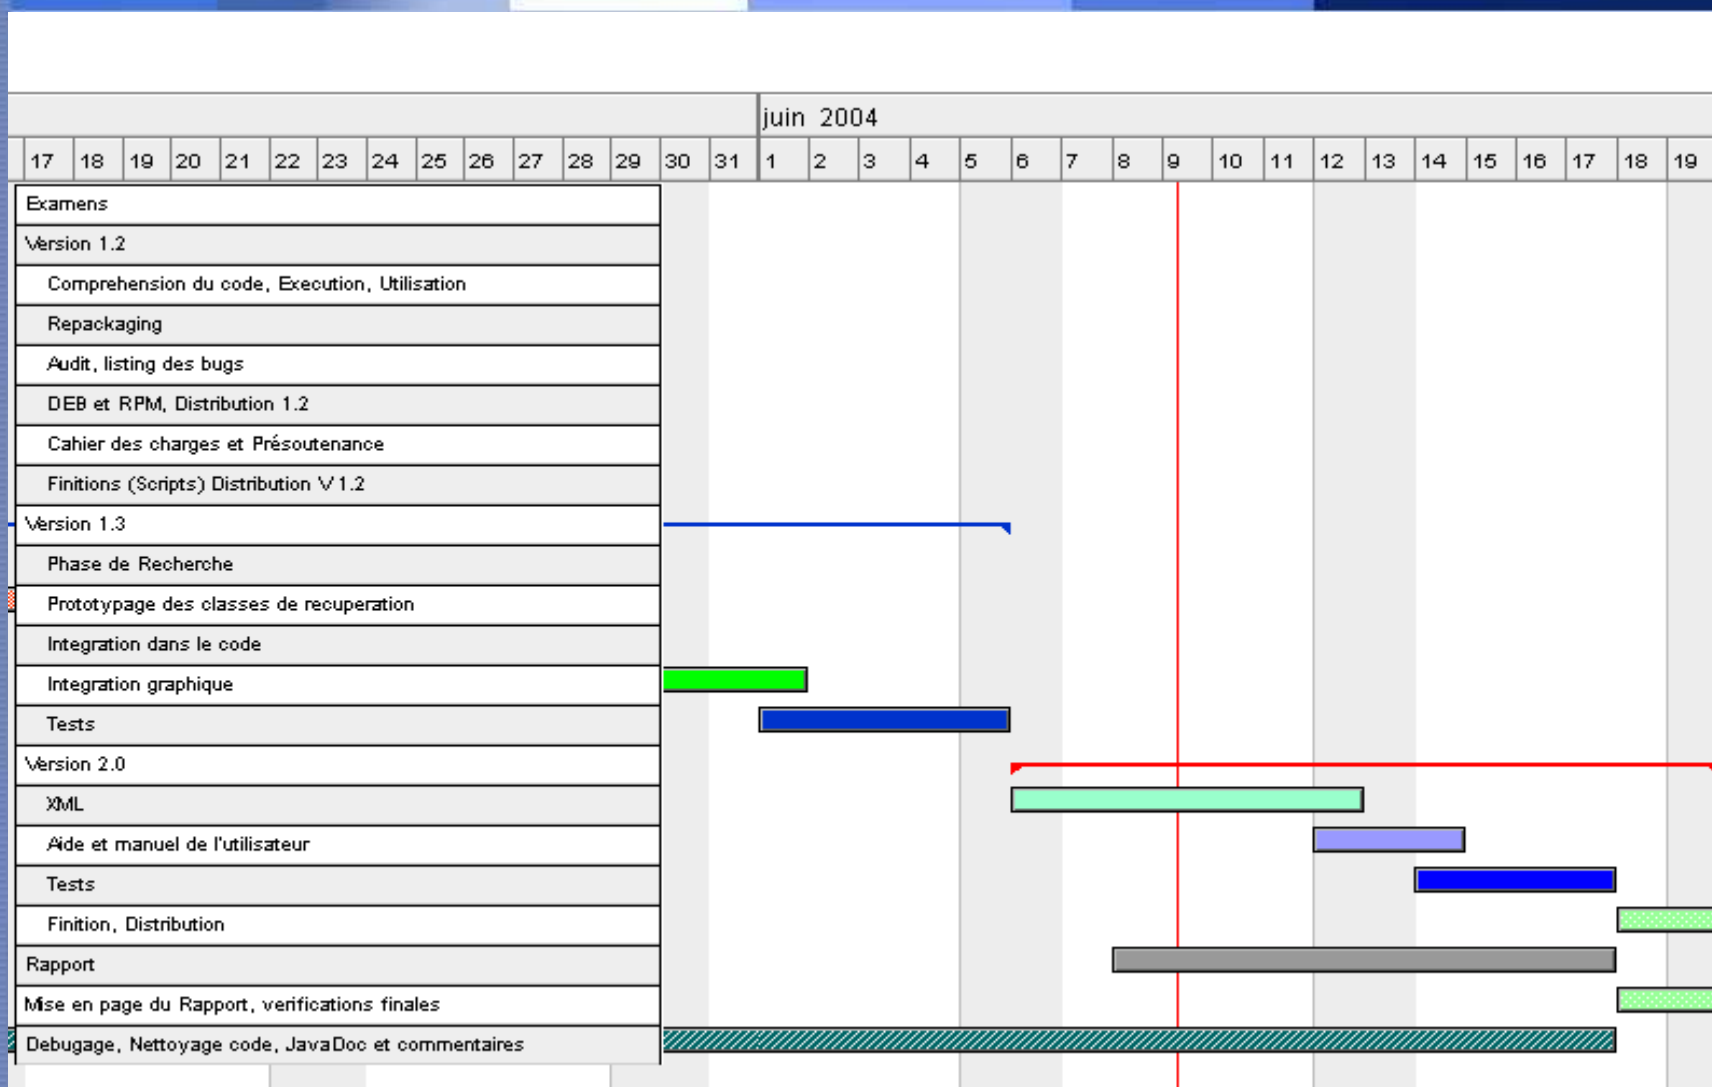 juin 2004
17 18 19 20 21 22 23 24 25 26 27 28 29 30 31 1 2 3 4 5 6 7 8 9 10 11 12 13 14 15 16 17 18 19
Examens
Version 1.2
Comprehension du code, Execution, Utilisation
Repackaging
Audit, listing des bugs
DEB et RPM, Distribution 1.2
Cahier des charges et Présoutenance
Finitions (Scripts) Distribution V 1.2
Version 1.3
Phase de Recherche
Prototypage des classes de recuperation
Integration dans le code
Integration graphique
Tests
Version 2.0
XML
Aide et manuel de l'utilisateur
Tests
Finition, Distribution
Rapport
Mise en page du Rapport, verifications finales
Debugage, Nettoyage code, JavaDoc et commentaires